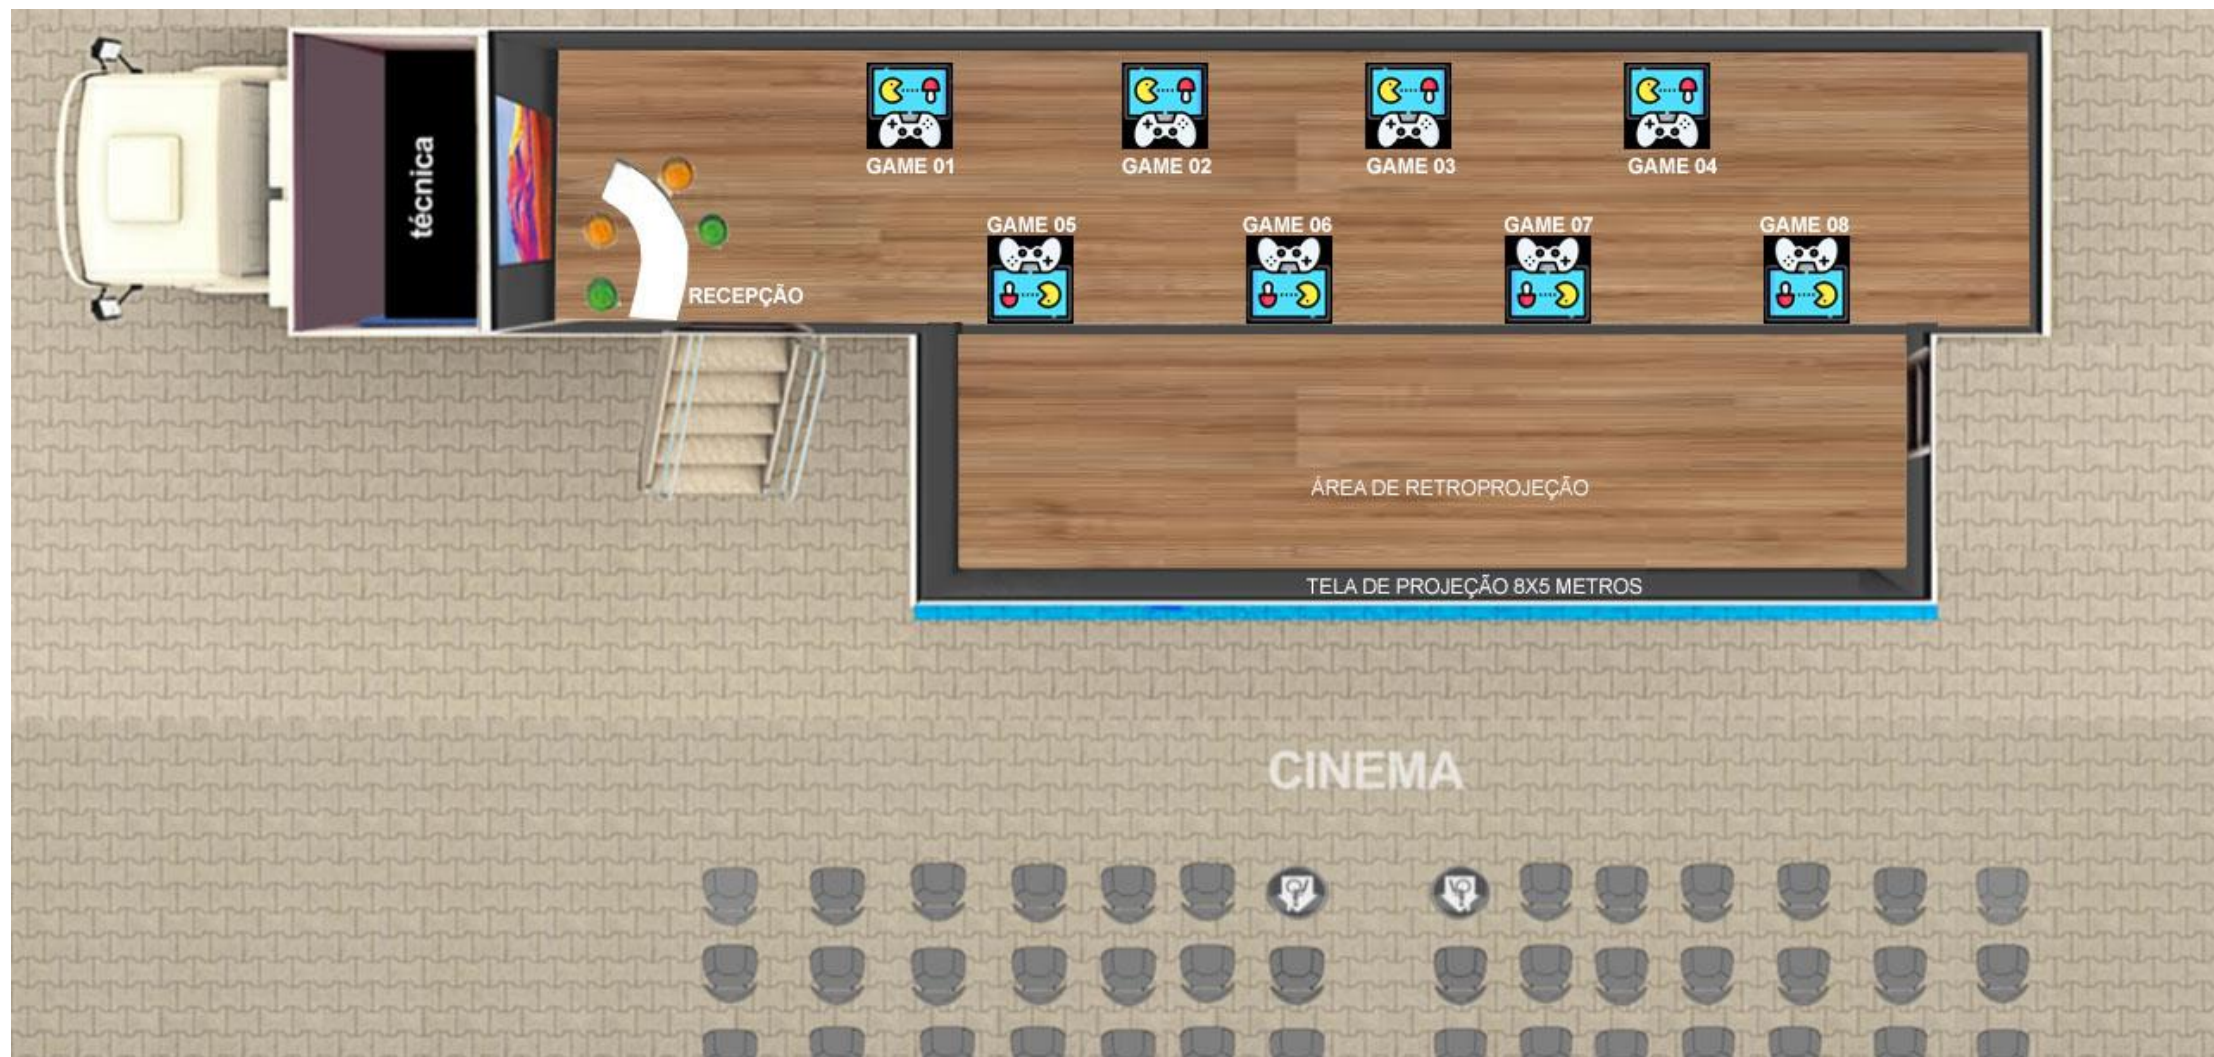 técnica
GAME 01
GAME 02
GAME 03
GAME 04
GAME 05
GAME 06
GAME 07
GAME 08
RECEPÇÃO
ÁREA DE RETROPROJEÇÃO
TELA DE PROJEÇÃO 8X5 METROS
CINEMA